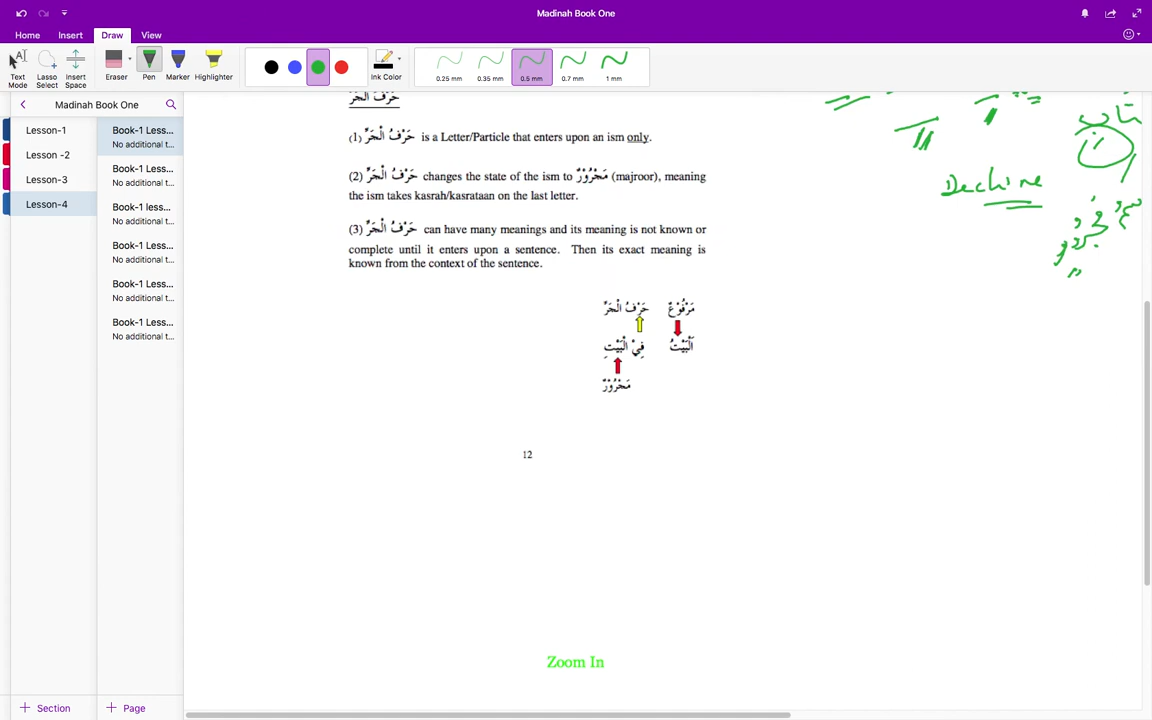 Madinah Book One
Home Insert Draw View
Text Mode
Lasso Select
Insert Space
Eraser
Pen
Marker
Highlighter
Ink Color
0.25 mm
0.35 mm
0.5 mm
0.7 mm
1 mm
Madinah Book One
Lesson-1
Lesson -2
Lesson-3
Lesson-4
Book-1 Less...
No additional t...
Book-1 Less...
No additional t...
Book-1 less...
No additional t...
Book-1 Less...
No additional t...
Book-1 Less...
No additional t...
Book-1 Less...
No additional t...
+ Section
+ Page
حَرْفُ الْجَرِّ
(1) حَرْفُ الْجَرِّ is a Letter/Particle that enters upon an ism only.
(2) حَرْفُ الْجَرِّ changes the state of the ism to مَجْرُوْرٌ (majroor), meaning
the ism takes kasrah/kasrataan on the last letter.
(3) حَرْفُ الْجَرِّ can have many meanings and its meaning is not known or
complete until it enters upon a sentence. Then its exact meaning is
known from the context of the sentence.
مَرْفُوْعٌ حَرْفُ الْجَرِّ
اَلْبَيْتُ فِيْ الْبَيْتِ
مَجْرُوْرٌ
12
Zoom In
Decline